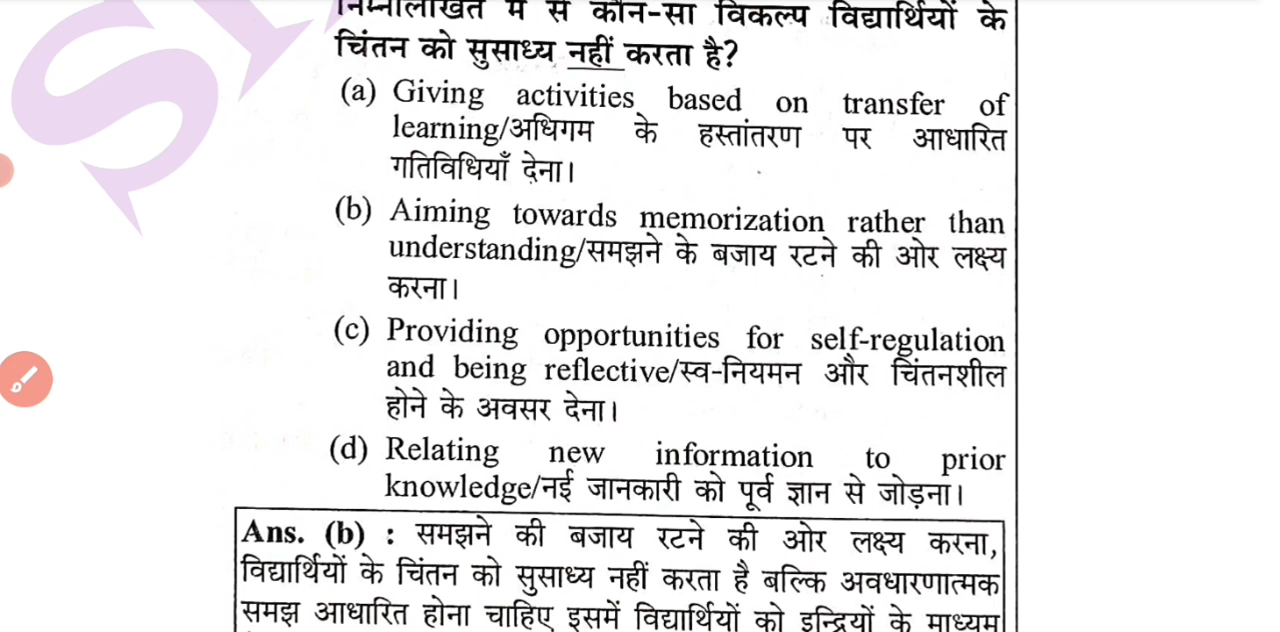 निम्नलिखित में से कौन-सा विकल्प विद्यार्थियों के
चिंतन को सुसाध्य नहीं करता है?
(a) Giving activities based on transfer of
learning/अधिगम के हस्तांतरण पर आधारित
गतिविधियाँ देना।
(b) Aiming towards memorization rather than
understanding/समझने के बजाय रटने की ओर लक्ष्य
करना।
(c) Providing opportunities for self-regulation
and being reflective/स्व-नियमन और चिंतनशील
होने के अवसर देना।
(d) Relating new information to prior
knowledge/नई जानकारी को पूर्व ज्ञान से जोड़ना।
Ans. (b) : समझने की बजाय रटने की ओर लक्ष्य करना,
विद्यार्थियों के चिंतन को सुसाध्य नहीं करता है बल्कि अवधारणात्मक
समझ आधारित होना चाहिए इसमें विद्यार्थियों को इन्द्रियों के माध्यम